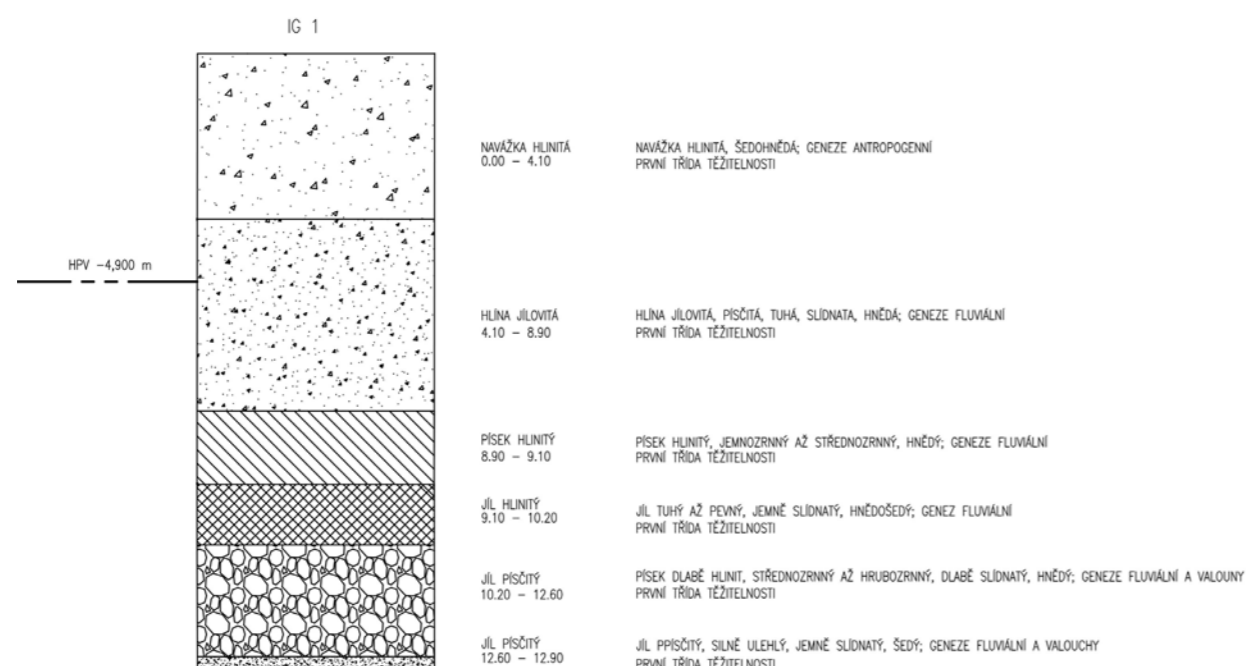 IG 1
NAVÁŽKA HLINITÁ
0.00 – 4.10
NAVÁŽKA HLINITÁ, ŠEDOHNĚDÁ; GENEZE ANTROPOGENNÍ
PRVNÍ TŘÍDA TĚŽITELNOSTI
HPV –4,900 m
HLÍNA JÍLOVITÁ
4.10 – 8.90
HLÍNA JÍLOVITÁ, PÍSČITÁ, TUHÁ, SLÍDNATA, HNĚDÁ; GENEZE FLUVIÁLNÍ
PRVNÍ TŘÍDA TĚŽITELNOSTI
PÍSEK HLINITÝ
8.90 – 9.10
PÍSEK HLINITÝ, JEMNOZRNNÝ AŽ STŘEDNOZRNNÝ, HNĚDÝ; GENEZE FLUVIÁLNÍ
PRVNÍ TŘÍDA TĚŽITELNOSTI
JÍL HLINITÝ
9.10 – 10.20
JÍL TUHÝ AŽ PEVNÝ, JEMNĚ SLÍDNATÝ, HNĚDOŠEDÝ; GENEZ FLUVIÁLNÍ
PRVNÍ TŘÍDA TĚŽITELNOSTI
JÍL PÍSČITÝ
10.20 – 12.60
PÍSEK DLABĚ HLINIT, STŘEDNOZRNNÝ AŽ HRUBOZRNNÝ, DLABĚ SLÍDNATÝ, HNĚDÝ; GENEZE FLUVIÁLNÍ A VALOUNY
PRVNÍ TŘÍDA TĚŽITELNOSTI
JÍL PÍSČITÝ
12.60 – 12.90
JÍL PPÍSČITÝ, SILNĚ ULEHLÝ, JEMNĚ SLÍDNATÝ, ŠEDÝ; GENEZE FLUVIÁLNÍ A VALOUCHY
PRVNÍ TŘÍDA TĚŽITELNOSTI